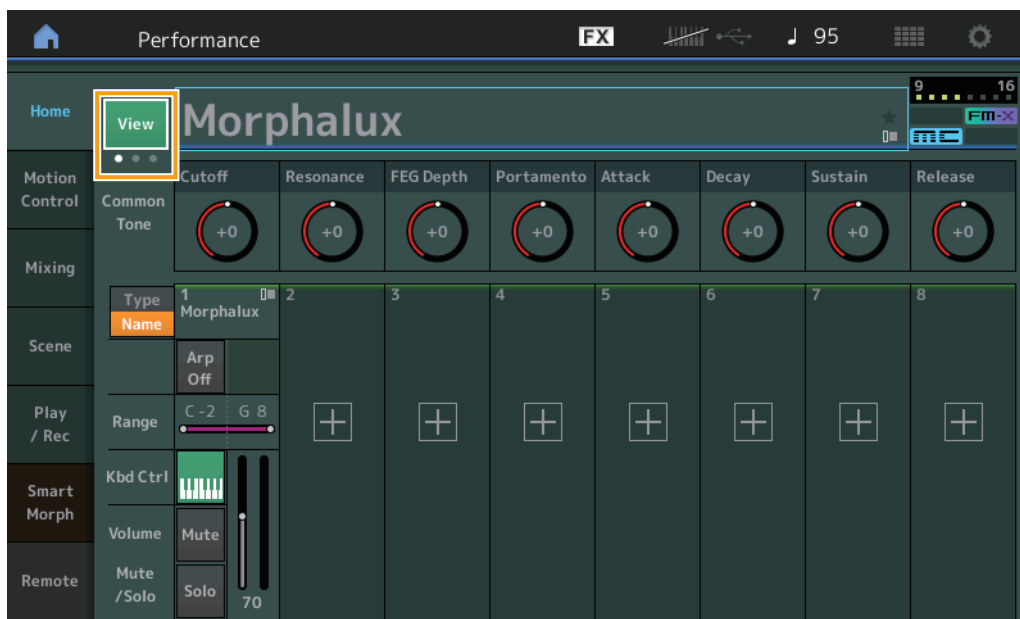 Performance FX 95
Home View Morphalux 9 16
FM-X
MC
Motion Control
Common Tone
Cutoff Resonance FEG Depth Portamento Attack Decay Sustain Release
+0 +0 +0 +0 +0 +0 +0 +0
Mixing
Type
Name
1 2 3 4 5 6 7 8
Morphalux
Scene
Arp
Off
Play
/ Rec
Range C -2 G 8
Smart
Morph
Kbd Ctrl
Volume Mute
Remote
Mute
/Solo
Solo 70